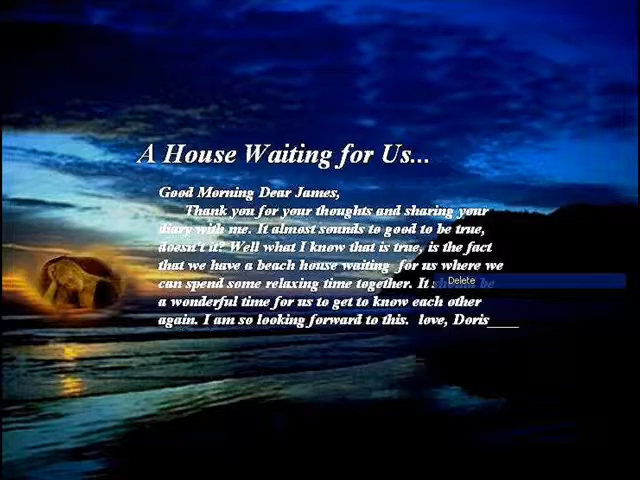 A House Waiting for Us...
Good Morning Dear James,
Thank you for your thoughts and sharing your
diary with me. It almost sounds to good to be true,
doesn't it? Well what I know that is true, is the fact
that we have a beach house waiting for us where we
can spend some relaxing time together. It should be
Delete
a wonderful time for us to get to know each other
again. I am so looking forward to this. love, Doris____